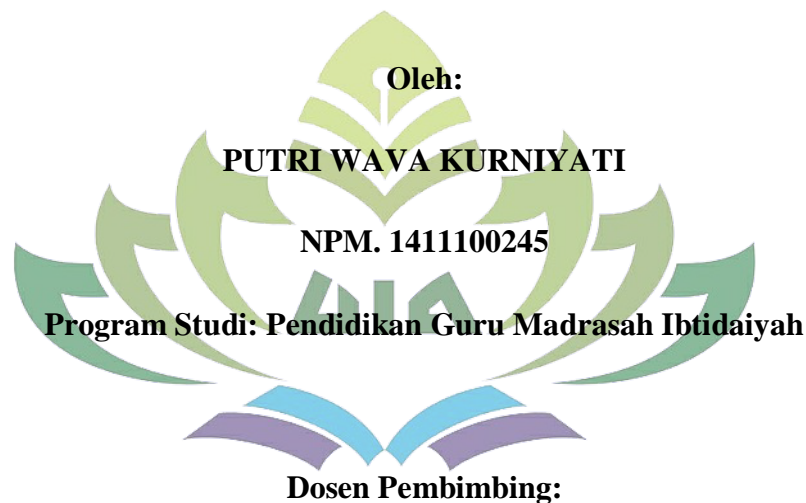 Oleh:
PUTRI WAVA KURNIYATI
NPM. 1411100245
Program Studi: Pendidikan Guru Madrasah Ibtidaiyah
Dosen Pembimbing: